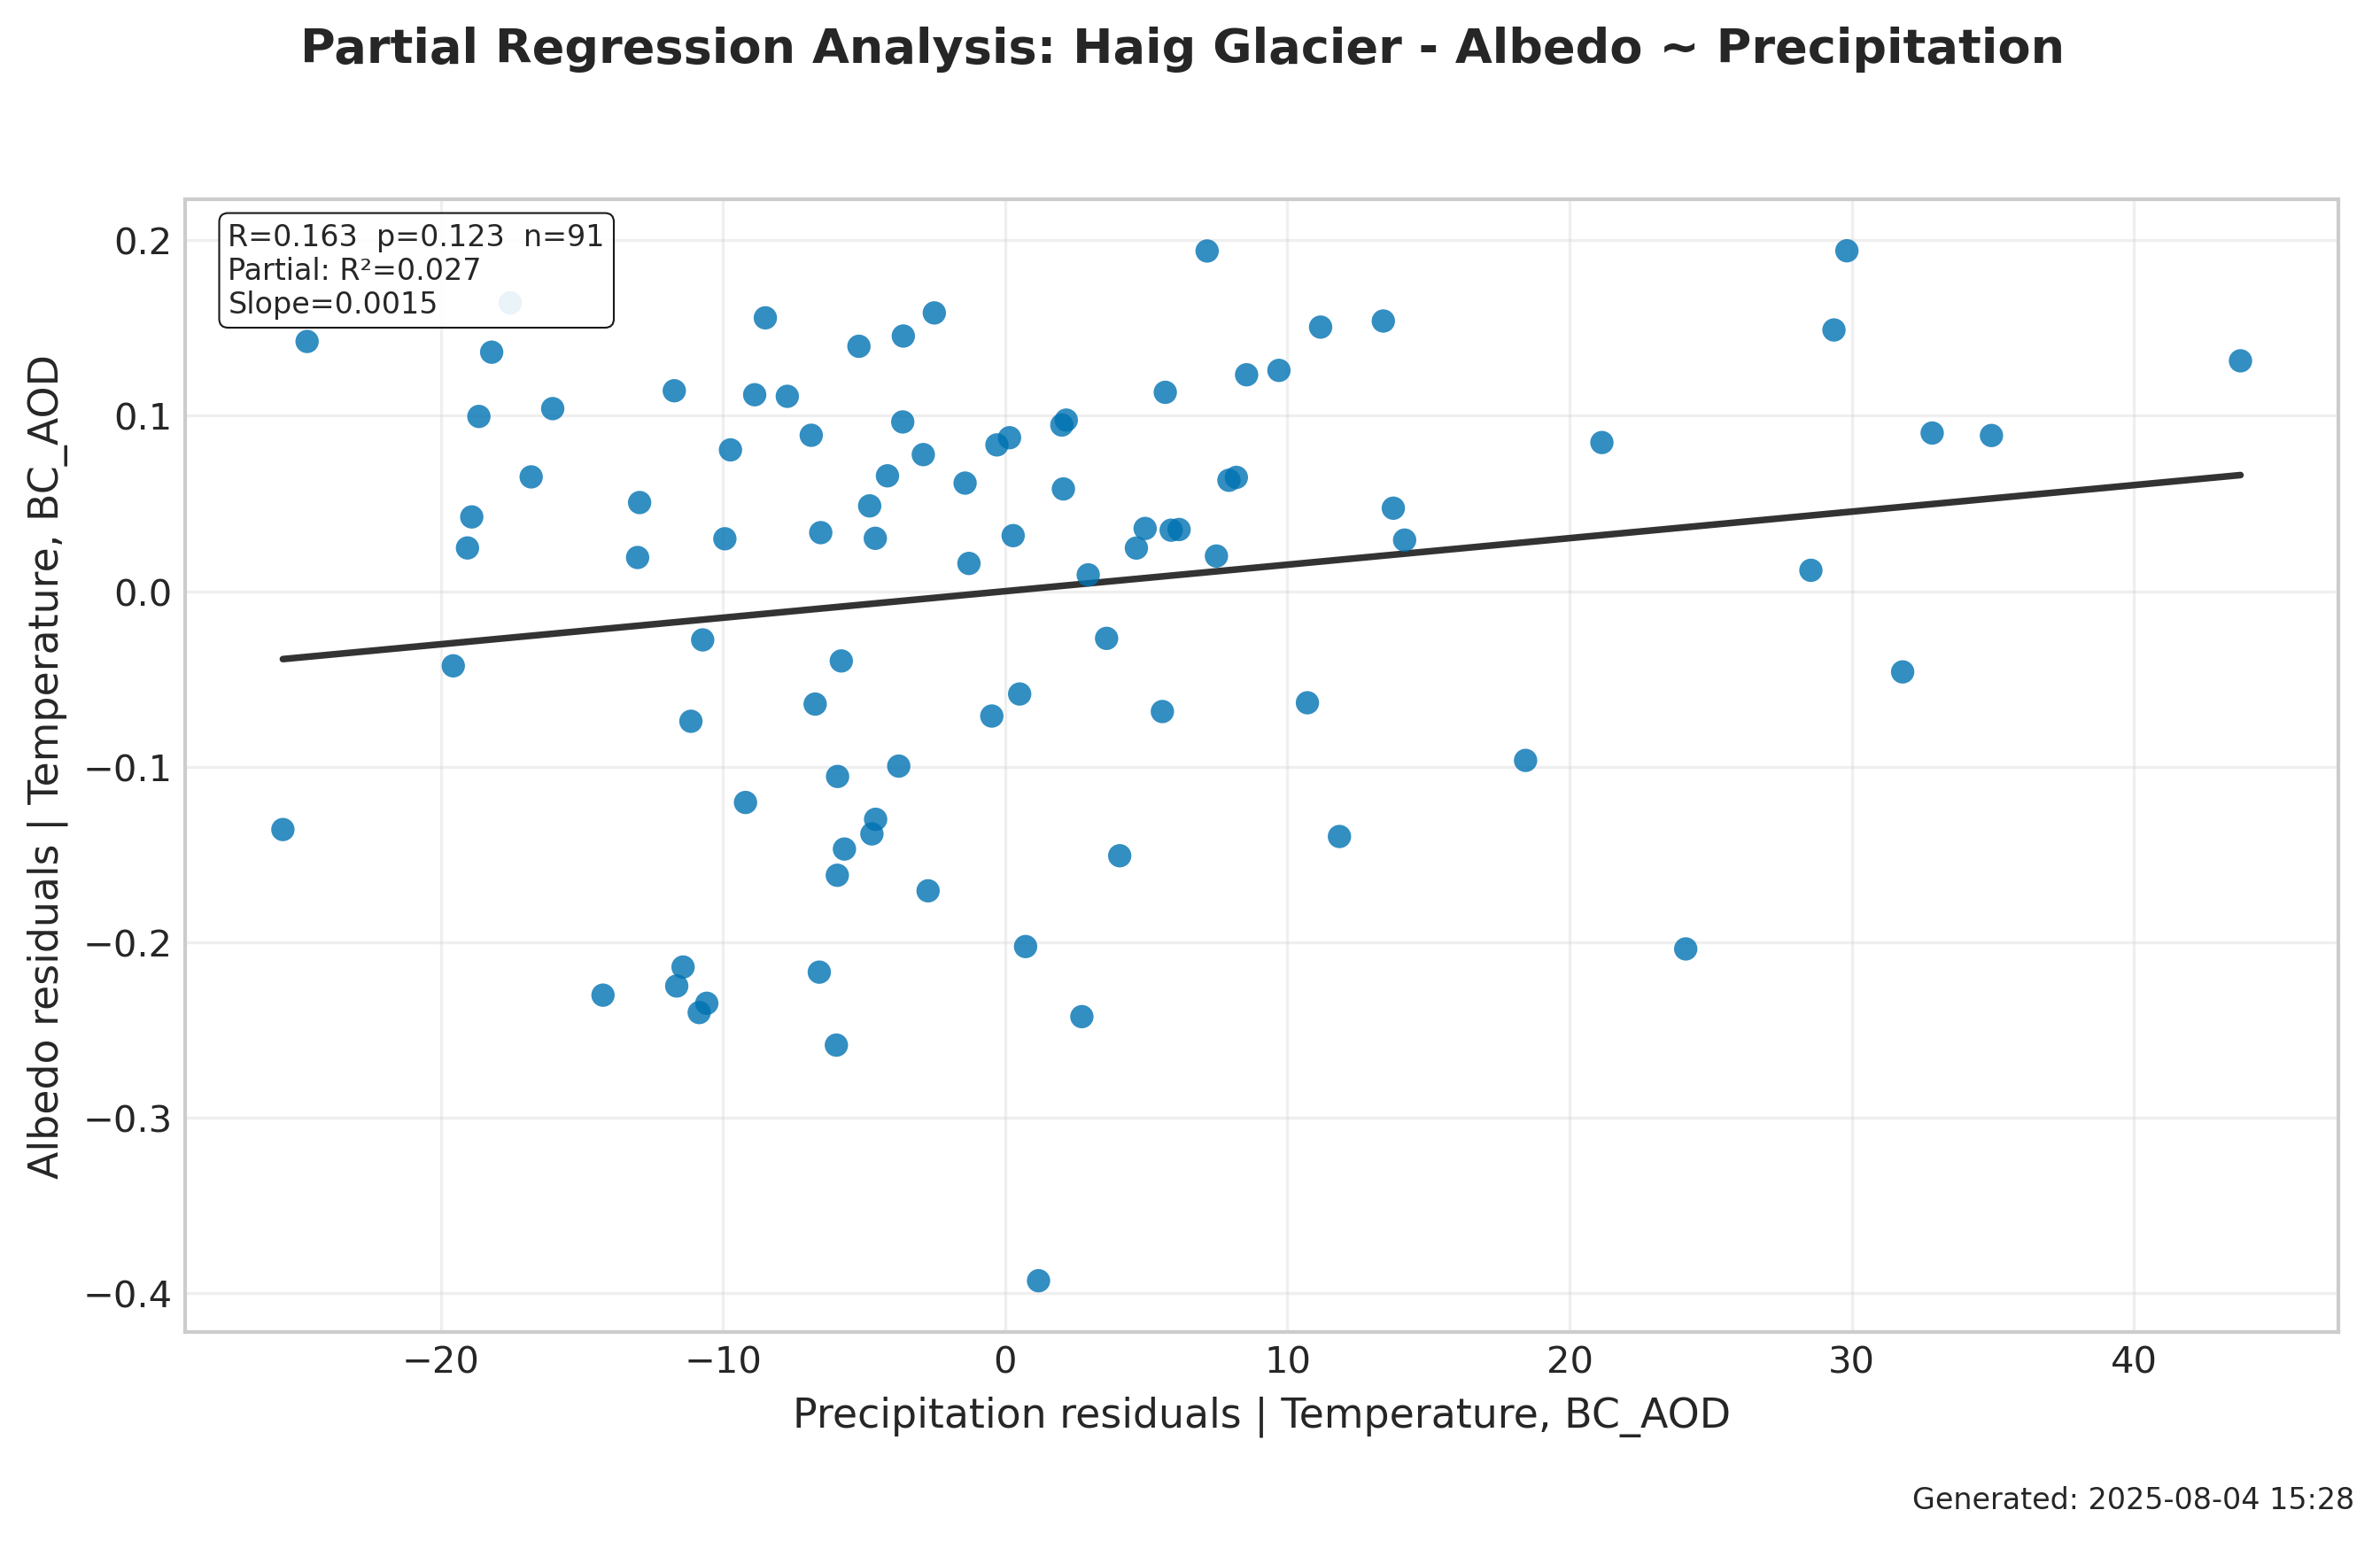 Partial Regression Analysis: Haig Glacier - Albedo ~ Precipitation
R=0.163  p=0.123  n=91
Partial: R²=0.027
Slope=0.0015
Albedo residuals | Temperature, BC_AOD
0.2
0.1
0.0
−0.1
−0.2
−0.3
−0.4
−20 −10 0 10 20 30 40
Precipitation residuals | Temperature, BC_AOD
Generated: 2025-08-04 15:28